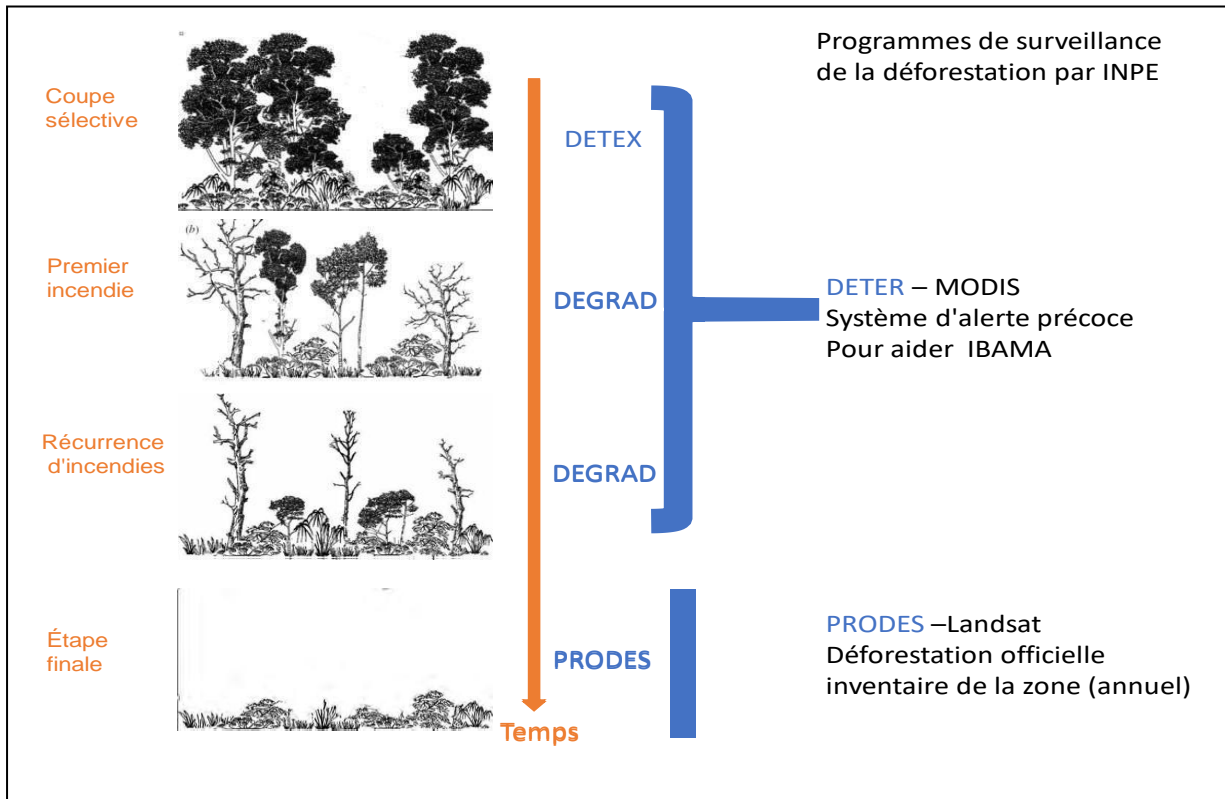 Programmes de surveillance
de la déforestation par INPE
Coupe
sélective
DETEX
(b)
Premier
incendie
DEGRAD
DETER – MODIS
Système d'alerte précoce
Pour aider IBAMA
Récurrence
d'incendies
DEGRAD
Étape
finale
PRODES
PRODES –Landsat
Déforestation officielle
inventaire de la zone (annuel)
Temps